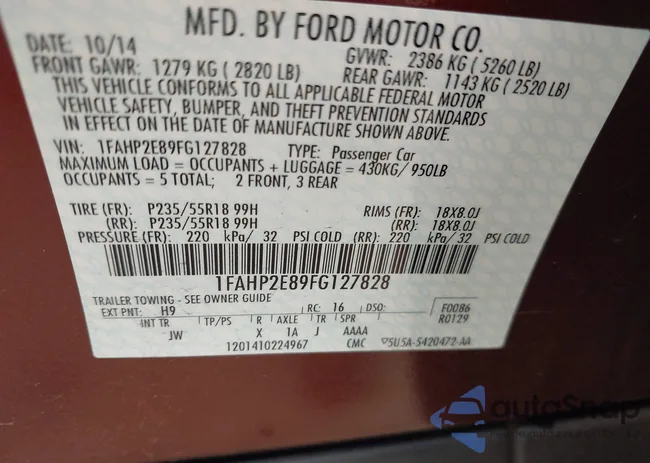 MFD. BY FORD MOTOR CO.
DATE: 10/14 GVWR: 2386 KG (5260 LB)
FRONT GAWR: 1279 KG (2820 LB) REAR GAWR: 1143 KG (2520 LB)
THIS VEHICLE CONFORMS TO ALL APPLICABLE FEDERAL MOTOR
VEHICLE SAFETY, BUMPER, AND THEFT PREVENTION STANDARDS
IN EFFECT ON THE DATE OF MANUFACTURE SHOWN ABOVE.
VIN: 1FAHP2E89FG127828 TYPE: Passenger Car
MAXIMUM LOAD = OCCUPANTS + LUGGAGE = 430KG/ 950LB
OCCUPANTS = 5 TOTAL; 2 FRONT, 3 REAR
TIRE (FR): P235/55R18 99H RIMS (FR): 18X8.0J
(RR): P235/55R18 99H (RR): 18X8.0J
PRESSURE (FR): 220 kPa/ 32 PSI COLD (RR): 220 kPa/ 32 PSI COLD
1FAHP2E89FG127828
TRAILER TOWING - SEE OWNER GUIDE
EXT PNT: H9 RC: 16 DSO: F0086
R0129
INT TR TP/PS R AXLE TR SPR
JW X 1A J AAAA
1201410224967 CMC 5U5A-5420472-AA
autoSnap